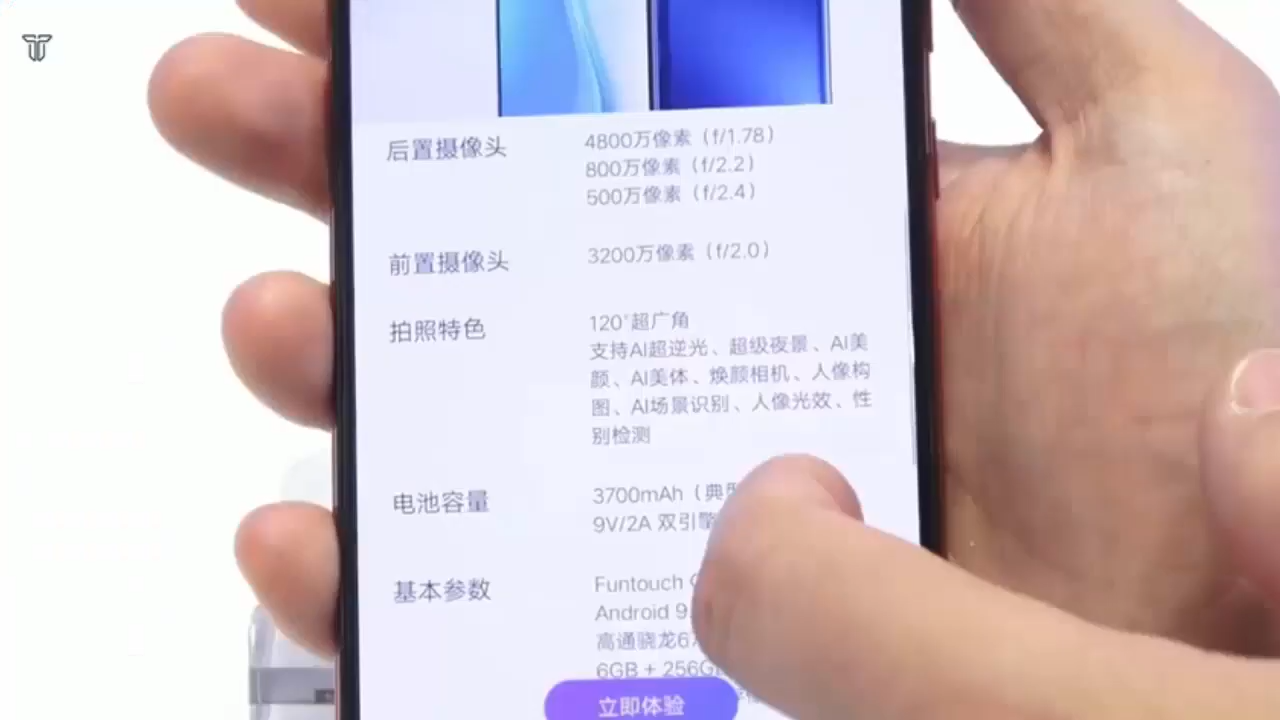 后置摄像头
4800万像素（f/1.78）
800万像素（f/2.2）
500万像素（f/2.4）
前置摄像头
3200万像素（f/2.0）
拍照特色
120°超广角
支持AI超逆光、超级夜景、AI美
颜、AI美体、焕颜相机、人像构
图、AI场景识别、人像光效、性
别检测
电池容量
3700mAh（典
9V/2A 双引擎
基本参数
Funtouch
Android 9.
高通骁龙6
6GB + 256G
立即体验